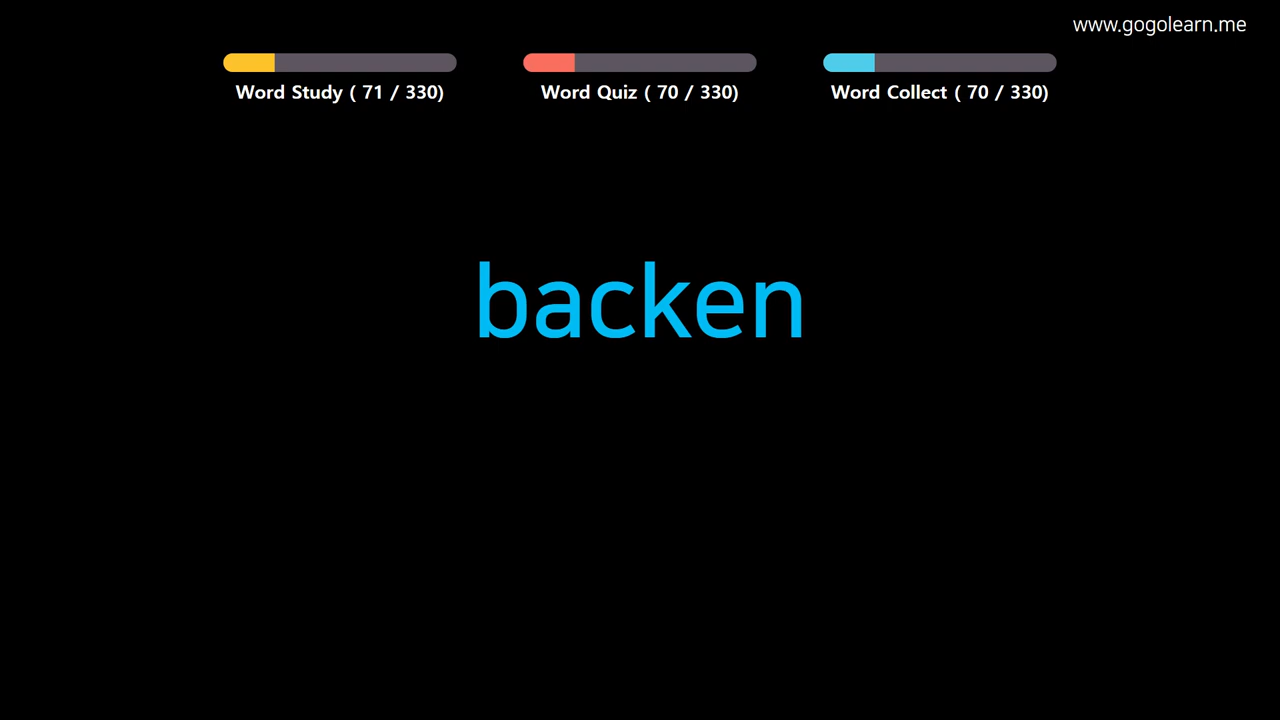 www.gogolearn.me
Word Study ( 71 / 330)
Word Quiz ( 70 / 330)
Word Collect ( 70 / 330)
backen